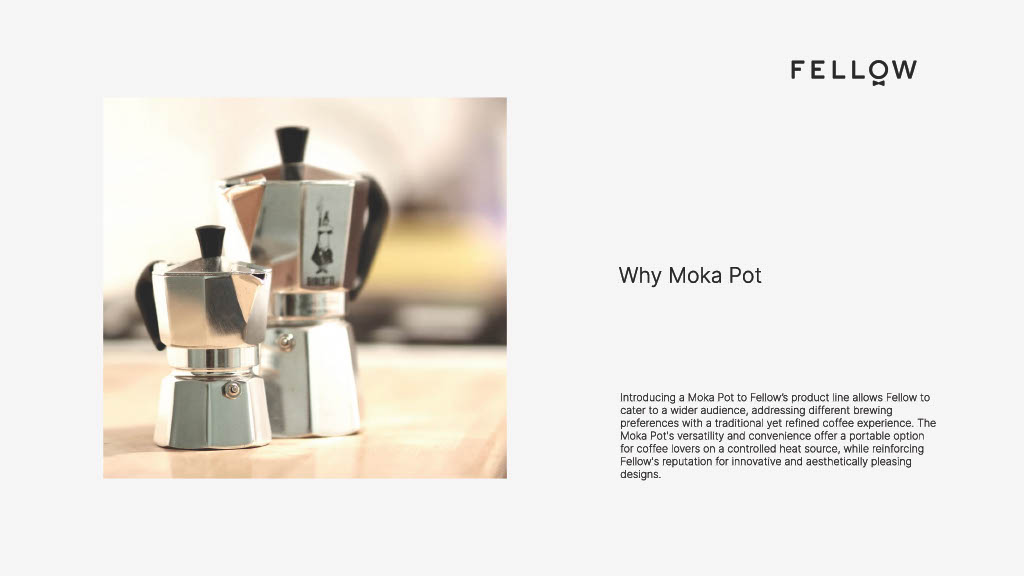 FELLOW
Why Moka Pot
Introducing a Moka Pot to Fellow's product line allows Fellow to
cater to a wider audience, addressing different brewing
preferences with a traditional yet refined coffee experience. The
Moka Pot's versatility and convenience offer a portable option
for coffee lovers on a controlled heat source, while reinforcing
Fellow's reputation for innovative and aesthetically pleasing
designs.